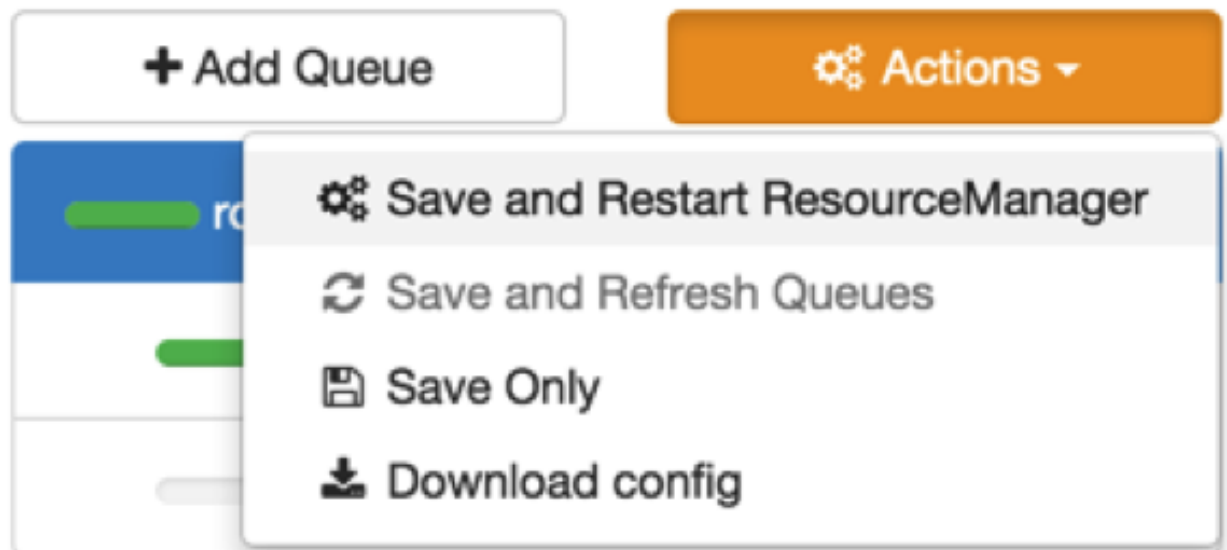 Add Queue
Actions
Save and Restart ResourceManager
Save and Refresh Queues
Save Only
Download config